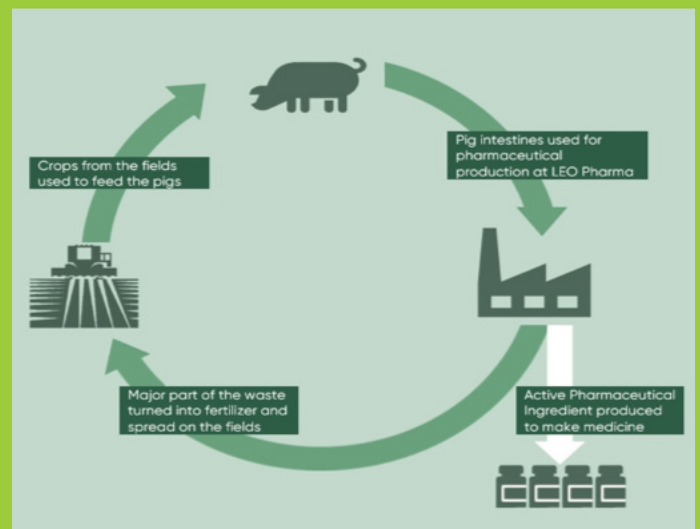 Pig intestines used for
pharmaceutical
production at LEO Pharma
Crops from the fields
used to feed the pigs
Major part of the waste
turned into fertilizer and
spread on the fields
Active Pharmaceutical
Ingredient produced
to make medicine